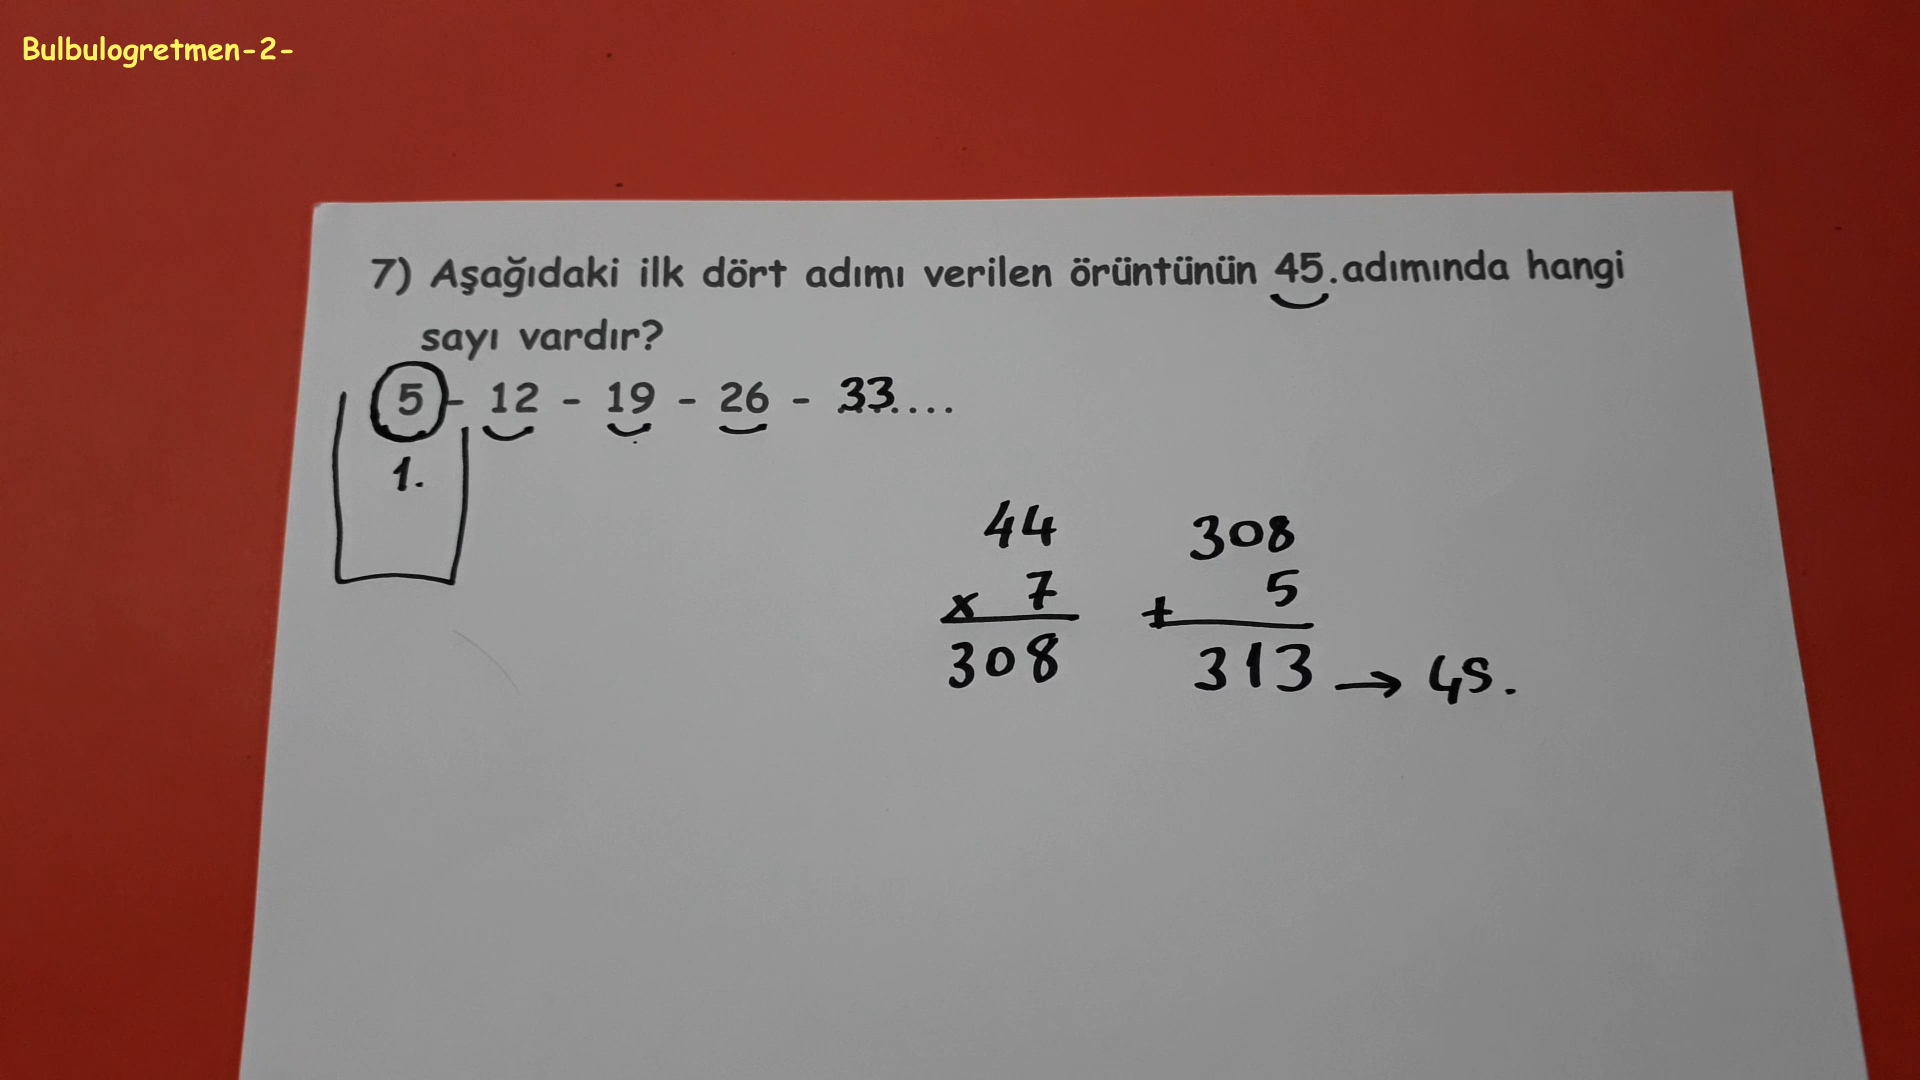 Bulbulogretmen-2-
7) Aşağıdaki ilk dört adımı verilen örüntünün 45.adımında hangi
sayı vardır?
5 - 12 - 19 - 26 - 33....
1.
44
x 7
308
308
+ 5
313 → 45.